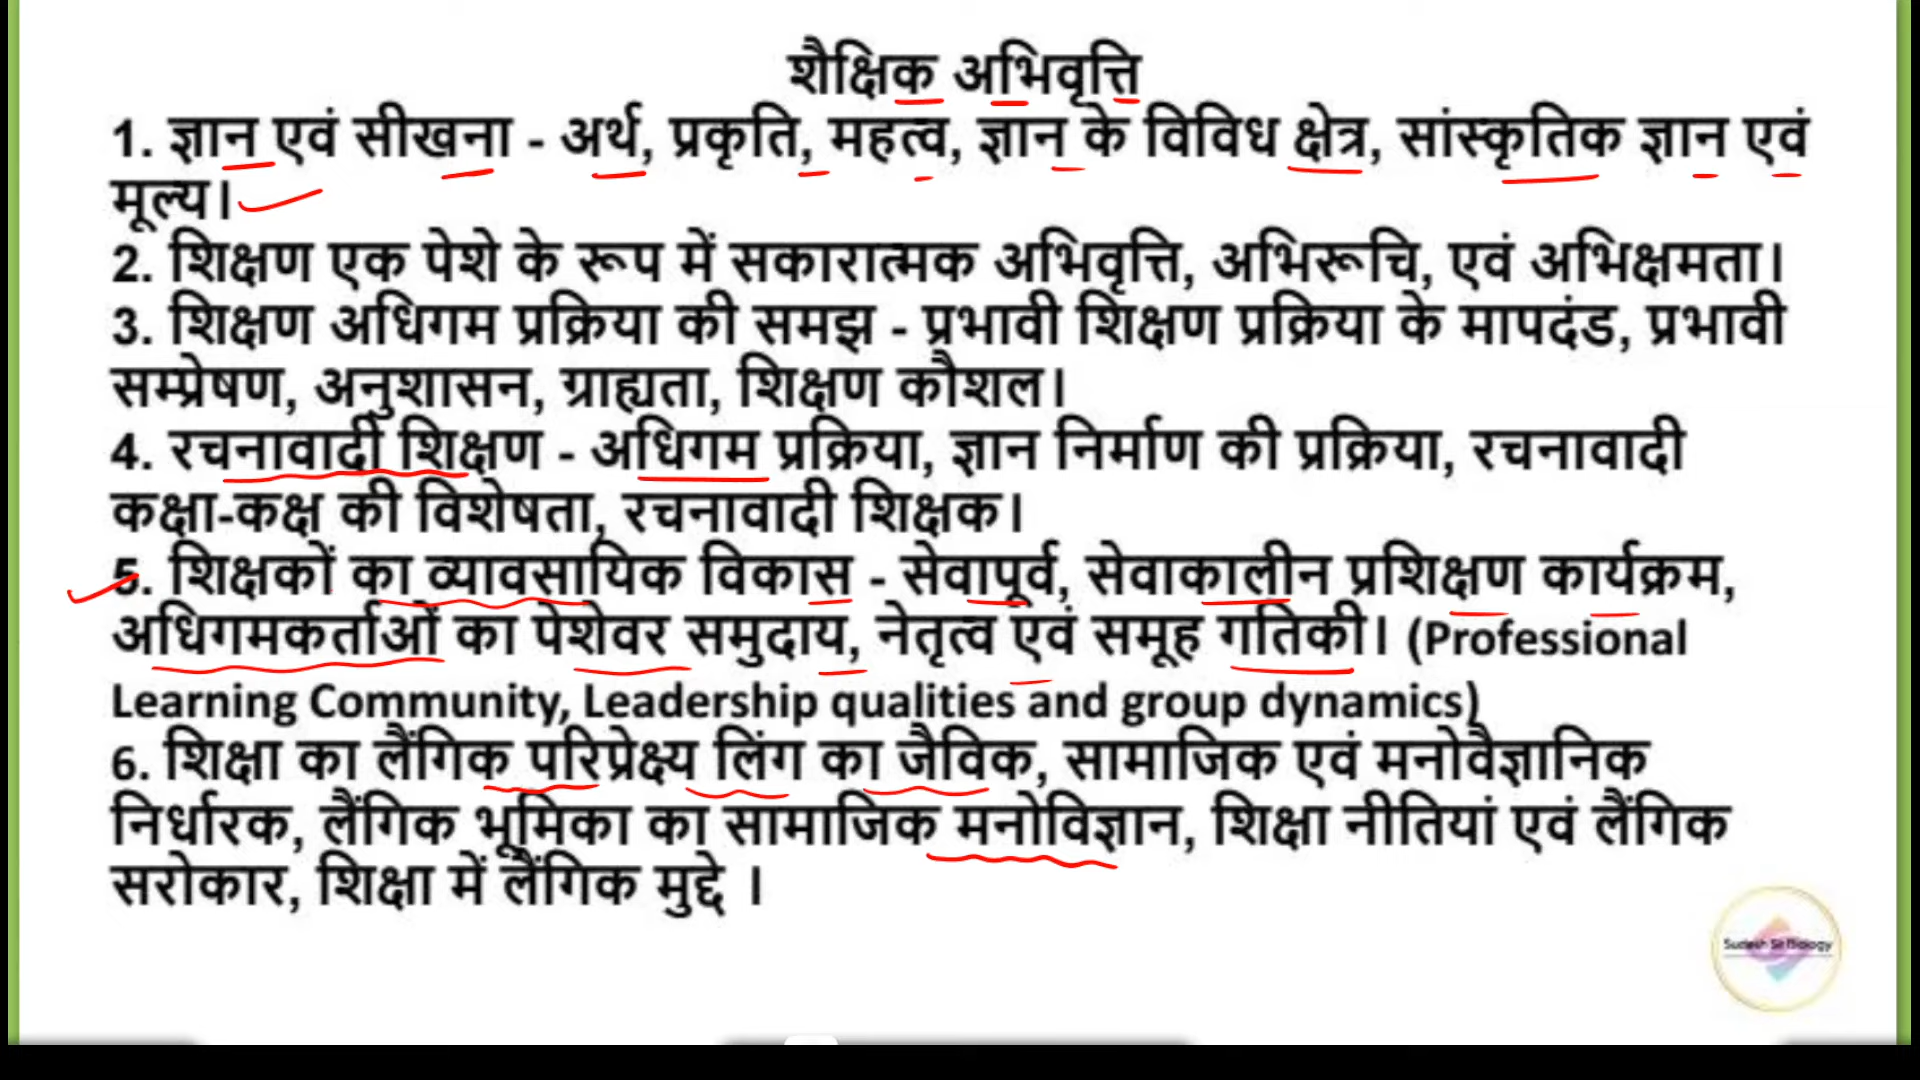 शैक्षिक अभिवृत्ति
1. ज्ञान एवं सीखना - अर्थ, प्रकृति, महत्व, ज्ञान के विविध क्षेत्र, सांस्कृतिक ज्ञान एवं
मूल्य।
2. शिक्षण एक पेशे के रूप में सकारात्मक अभिवृत्ति, अभिरूचि, एवं अभिक्षमता।
3. शिक्षण अधिगम प्रक्रिया की समझ - प्रभावी शिक्षण प्रक्रिया के मापदंड, प्रभावी
सम्प्रेषण, अनुशासन, ग्राह्यता, शिक्षण कौशल।
4. रचनावादी शिक्षण - अधिगम प्रक्रिया, ज्ञान निर्माण की प्रक्रिया, रचनावादी
कक्षा-कक्ष की विशेषता, रचनावादी शिक्षक।
5. शिक्षकों का व्यावसायिक विकास - सेवापूर्व, सेवाकालीन प्रशिक्षण कार्यक्रम,
अधिगमकर्ताओं का पेशेवर समुदाय, नेतृत्व एवं समूह गतिकी। (Professional
Learning Community, Leadership qualities and group dynamics)
6. शिक्षा का लैंगिक परिप्रेक्ष्य लिंग का जैविक, सामाजिक एवं मनोवैज्ञानिक
निर्धारक, लैंगिक भूमिका का सामाजिक मनोविज्ञान, शिक्षा नीतियां एवं लैंगिक
सरोकार, शिक्षा में लैंगिक मुद्दे ।
Sudesh Sir Biology